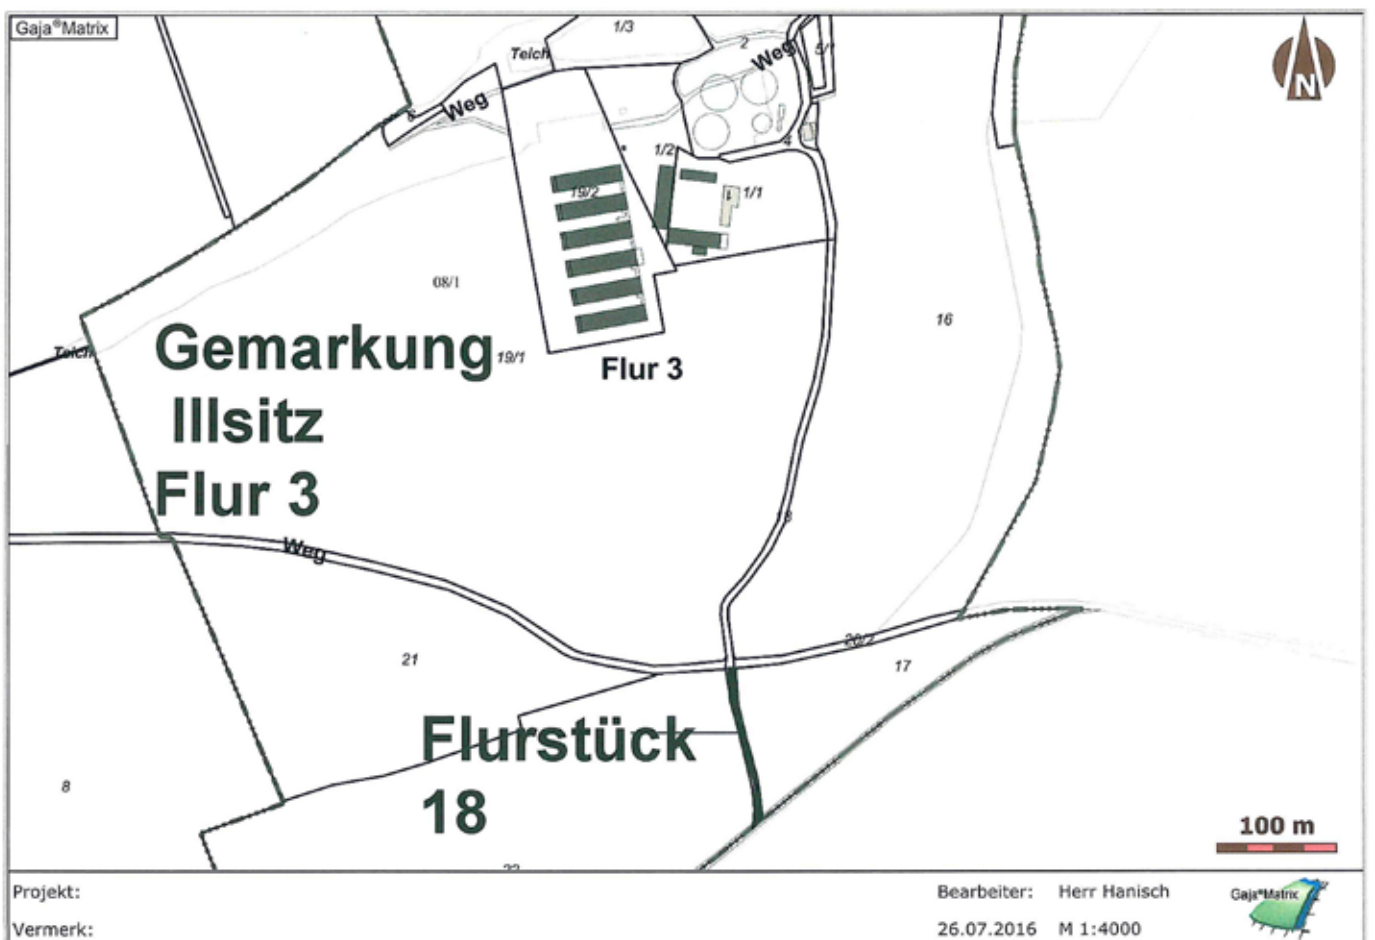 Gaja®Matrix
1/3
Teich
2
Weg
5/1
N
Weg
4
1/2
19/2
1
1/1
08/1
16
Teich
Gemarkung
19/1
Flur 3
Illsitz
Flur 3
Weg
20/2
21
17
Flurstück
8
18
100 m
Projekt:
Bearbeiter: Herr Hanisch
Gaja®Matrix
Vermerk:
26.07.2016 M 1:4000